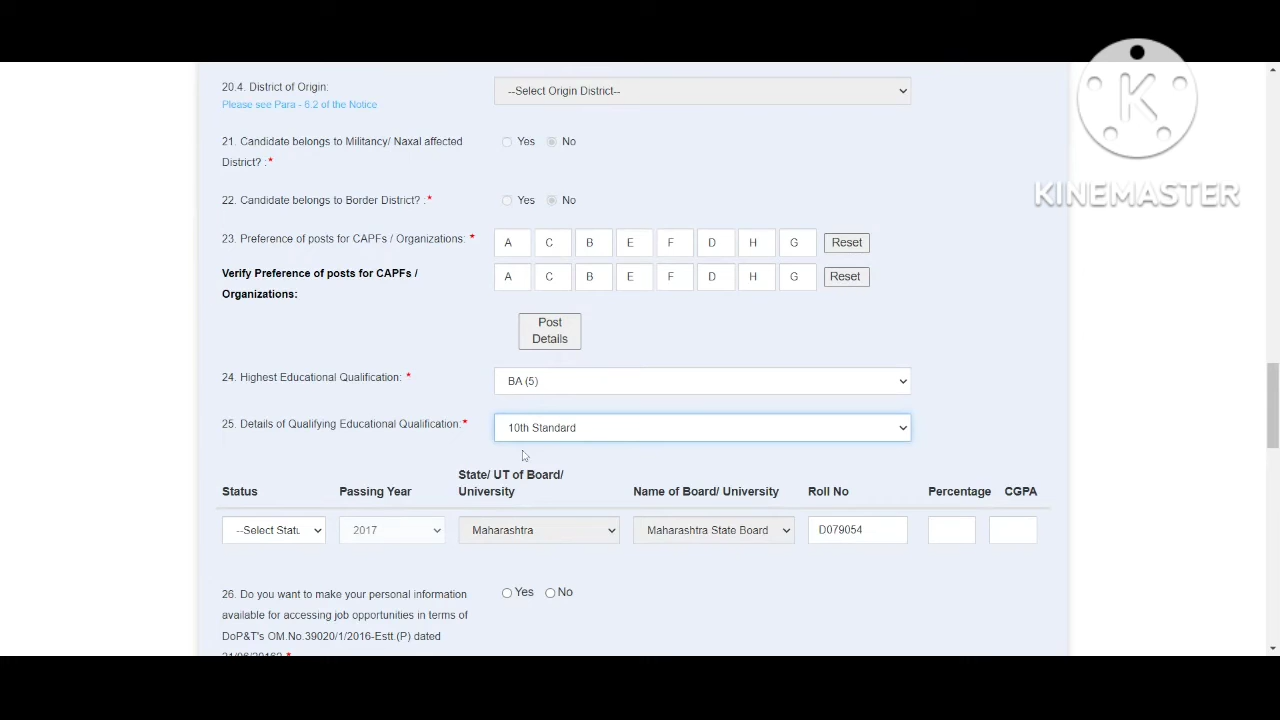 20.4. District of Origin:
--Select Origin District--
Please see Para - 6.2 of the Notice
21. Candidate belongs to Militancy/ Naxal affected
Yes No
District? :*
22. Candidate belongs to Border District? :*
Yes No
23. Preference of posts for CAPFs / Organizations: *
A C B E F D H G Reset
Verify Preference of posts for CAPFs /
A C B E F D H G Reset
Organizations:
Post
Details
24. Highest Educational Qualification: *
BA (5)
25. Details of Qualifying Educational Qualification:*
10th Standard
Status Passing Year State/ UT of Board/
University Name of Board/ University Roll No Percentage CGPA
--Select Statu 2017 Maharashtra Maharashtra State Board D079054
26. Do you want to make your personal information
Yes No
available for accessing job opportunities in terms of
DoP&T's OM.No.39020/1/2016-Estt.(P) dated
21/06/2016? *
K
KINEMASTER